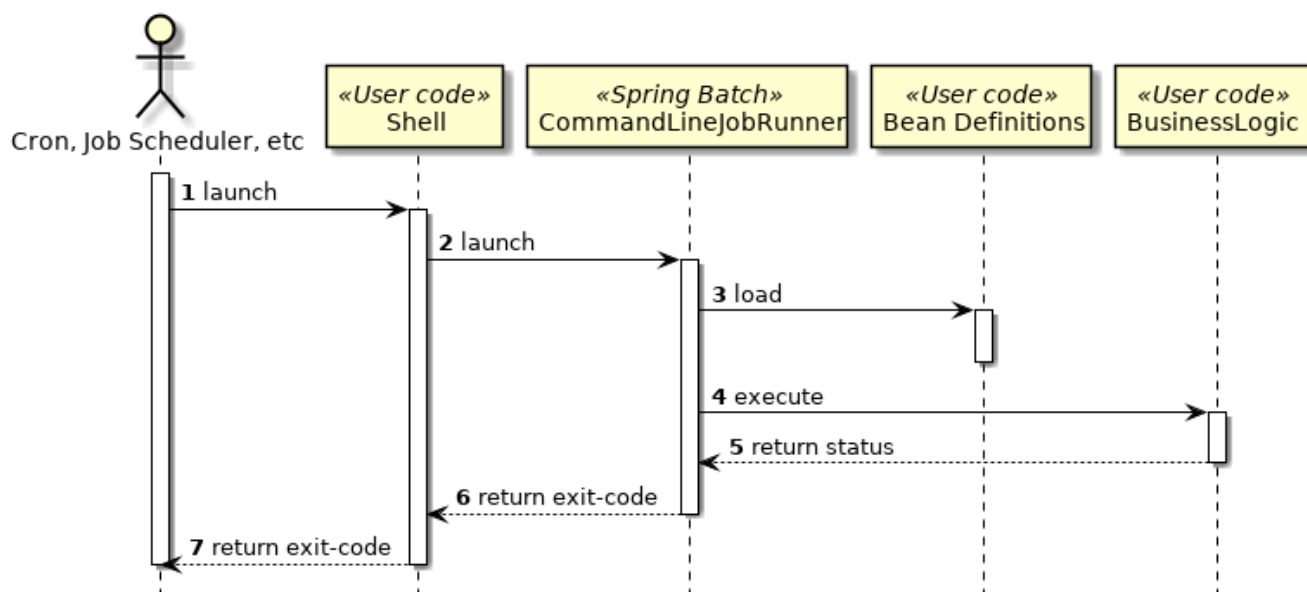 Cron, Job Scheduler, etc
«User code»
Shell
«Spring Batch»
CommandLineJobRunner
«User code»
Bean Definitions
«User code»
BusinessLogic
1 launch
2 launch
3 load
4 execute
5 return status
6 return exit-code
7 return exit-code